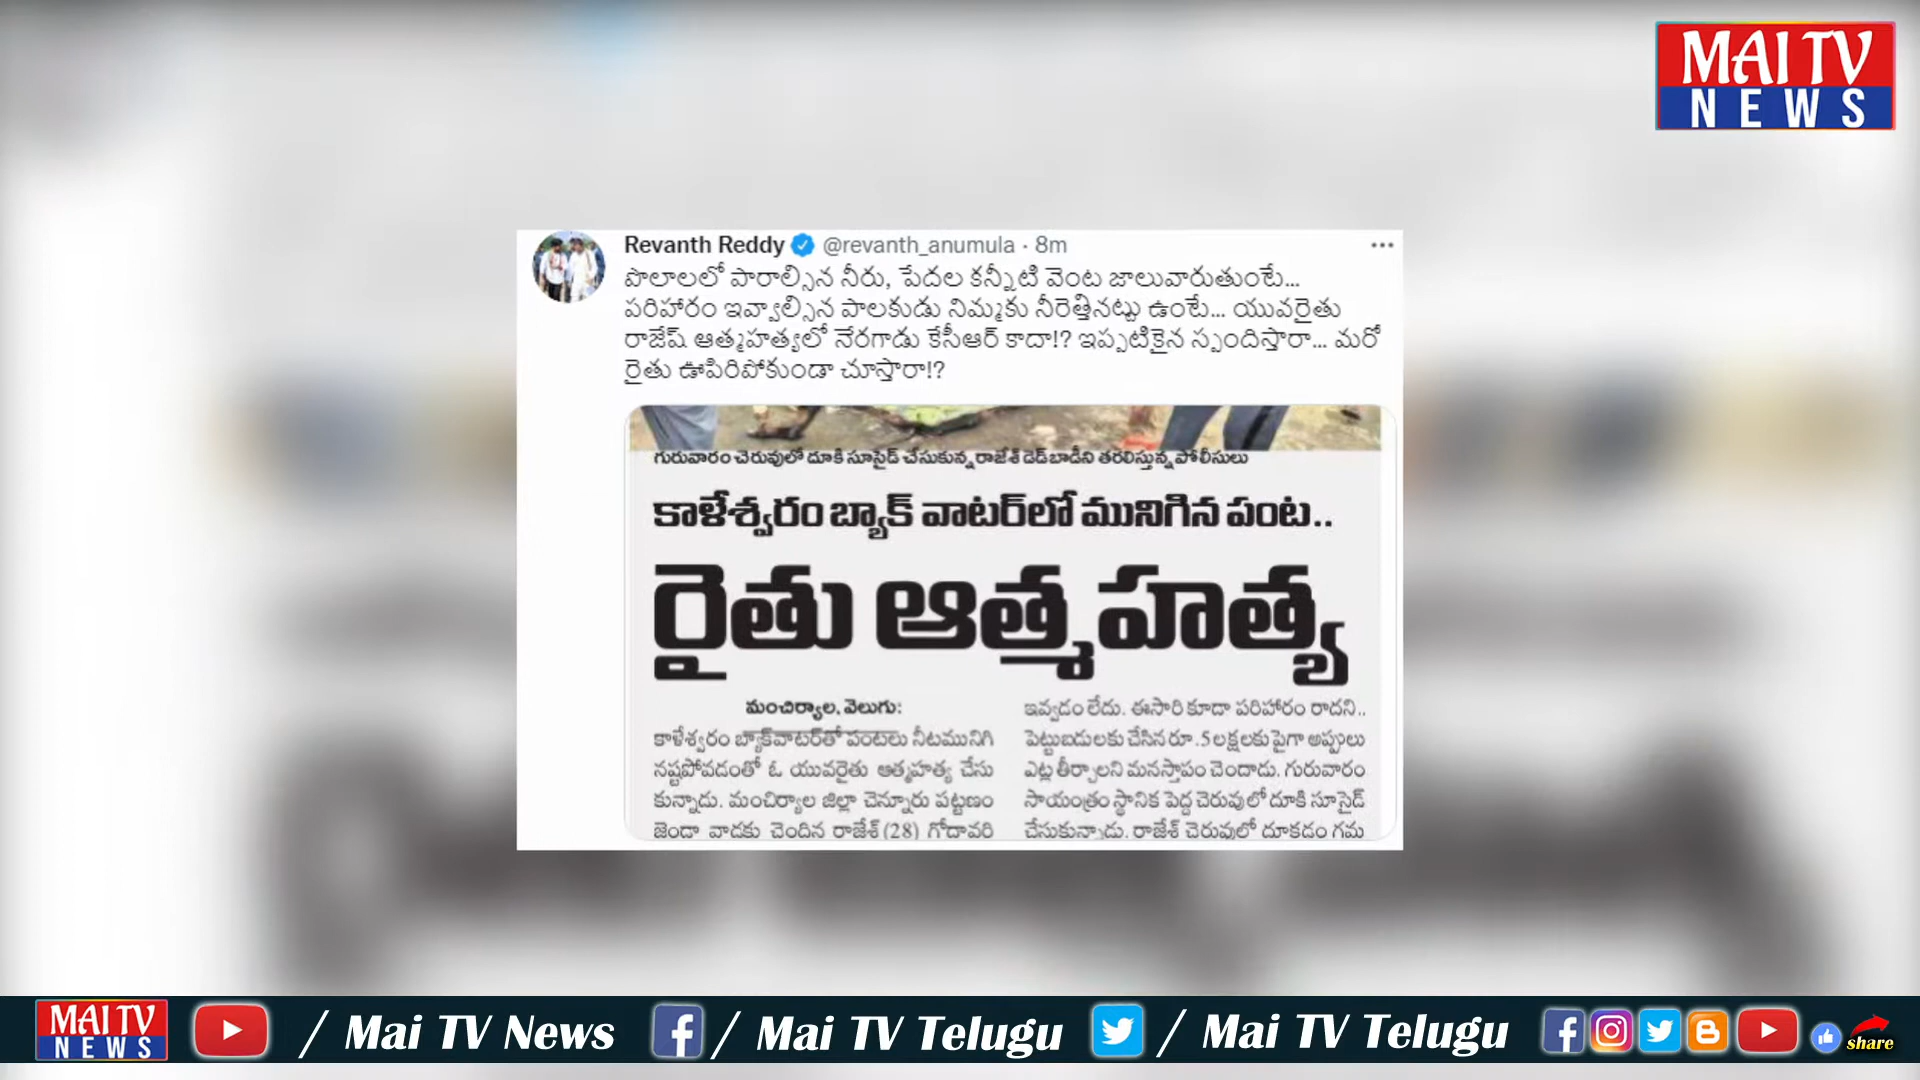 MAI TV
NEWS
Revanth Reddy @revanth_anumula · 8m
పొలాలలో పారాల్సిన నీరు, పేదల కన్నీటి వెంట జాలువారుతుంటే...
పరిహారం ఇవ్వాల్సిన పాలకుడు నిమ్మకు నీరెత్తినట్టు ఉంటే... యువరైతు
రాజేష్ ఆత్మహత్యలో నేరగాడు కేసీఆర్ కాదా!? ఇప్పటికైన స్పందిస్తారా... మరో
రైతు ఊపిరిపోకుండా చూస్తారా!?
గురువారం చెరువులో దూకి సూసైడ్ చేసుకున్న రాజేశ్ డెడ్‌బాడీని తరలిస్తున్న పోలీసులు
కాళేశ్వరం బ్యాక్ వాటర్‌లో మునిగిన పంట..
రైతు ఆత్మహత్య
మంచిర్యాల, వెలుగు:
కాళేశ్వరం బ్యాక్‌వాటర్‌తో పంటలు నీటమునిగి
నష్టపోవడంతో ఓ యువరైతు ఆత్మహత్య చేసు
కున్నాడు. మంచిర్యాల జిల్లా చెన్నూరు పట్టణం
జెండా వాడకు చెందిన రాజేశ్ (28) గోదావరి
ఇవ్వడం లేదు. ఈసారి కూడా పరిహారం రాదని..
పెట్టుబడులకు చేసిన రూ.5 లక్షలకు పైగా అప్పులు
ఎట్ల తీర్చాలని మనస్తాపం చెందాడు. గురువారం
సాయంత్రం స్థానిక పెద్ద చెరువులో దూకి సూసైడ్
చేసుకున్నాడు. రాజేశ్ చెరువులో దూకడం గమ
MAI TV
NEWS
/ Mai TV News
/ Mai TV Telugu
/ Mai TV Telugu
share